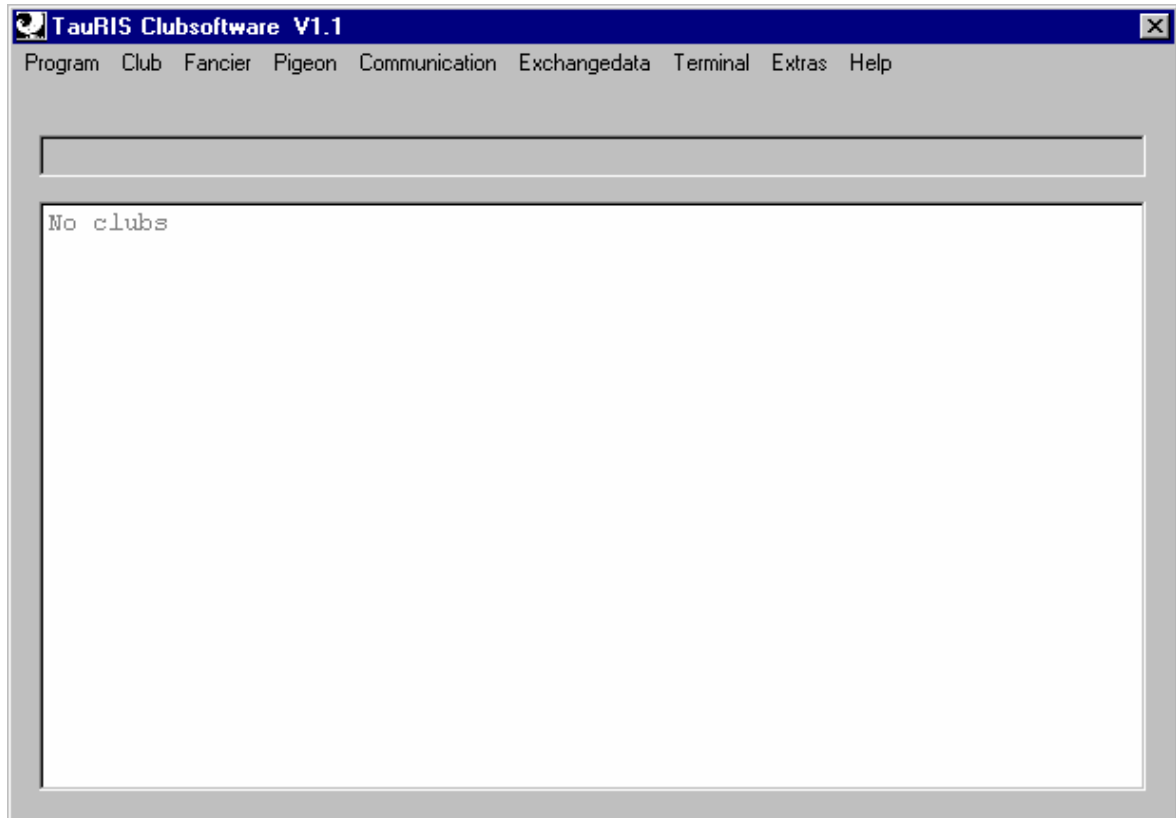 TauRIS Clubsoftware V1.1
Program Club Fancier Pigeon Communication Exchangedata Terminal Extras Help
No clubs